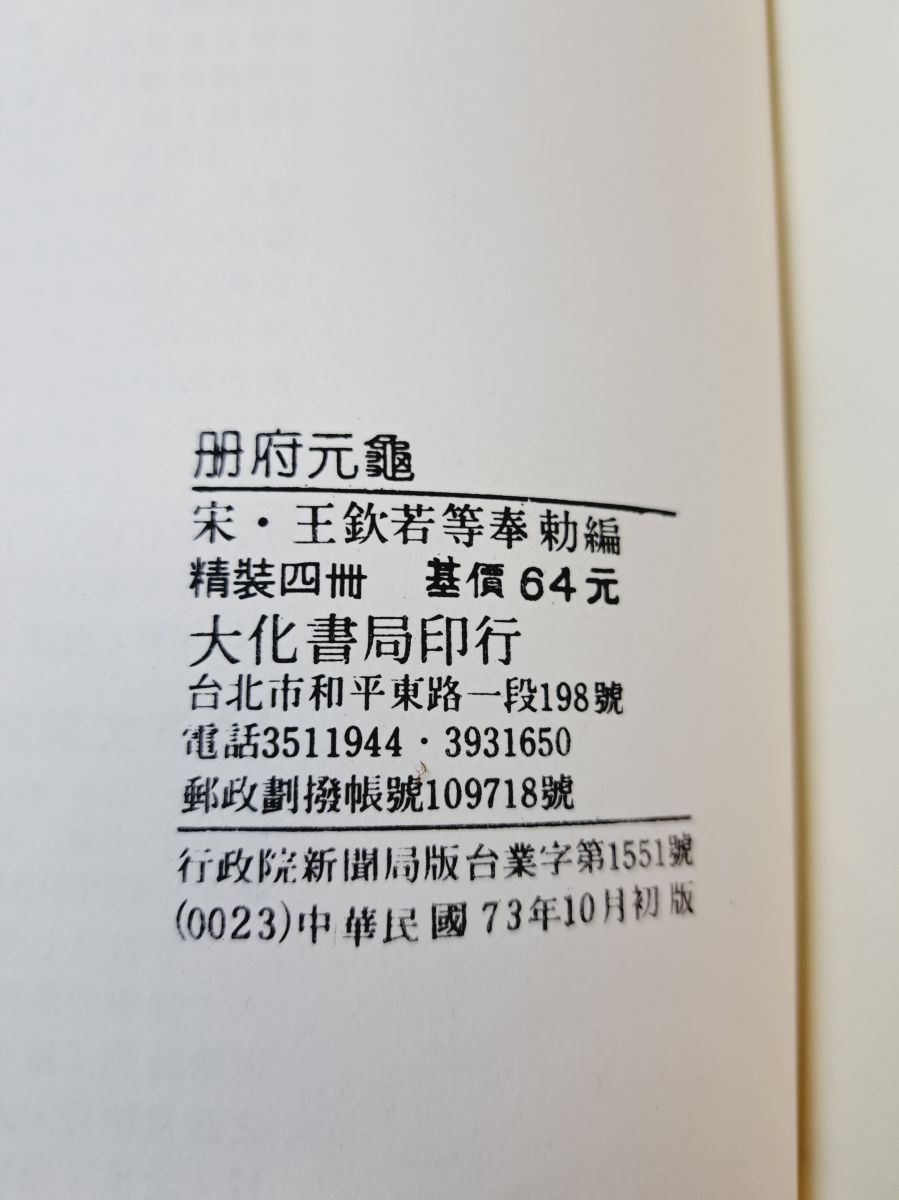 册府元龜
宋・王欽若等奉勅編
精裝四冊 基價64元
大化書局印行
台北市和平東路一段198號
電話3511944・3931650
郵政劃撥帳號109718號
行政院新聞局版台業字第1551號
(0023)中華民國73年10月初版